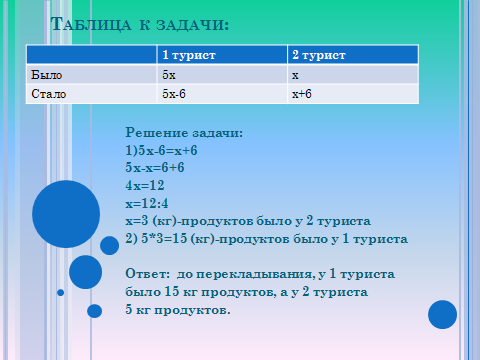 Таблица к задачи:
1 турист 2 турист
Было 5х х
Стало 5х-6 х+6
Решение задачи:
1)5х-6=х+6
5х-х=6+6
4х=12
х=12:4
х=3 (кг)-продуктов было у 2 туриста
2) 5*3=15 (кг)-продуктов было у 1 туриста
Ответ: до перекладывания, у 1 туриста
было 15 кг продуктов, а у 2 туриста
5 кг продуктов.